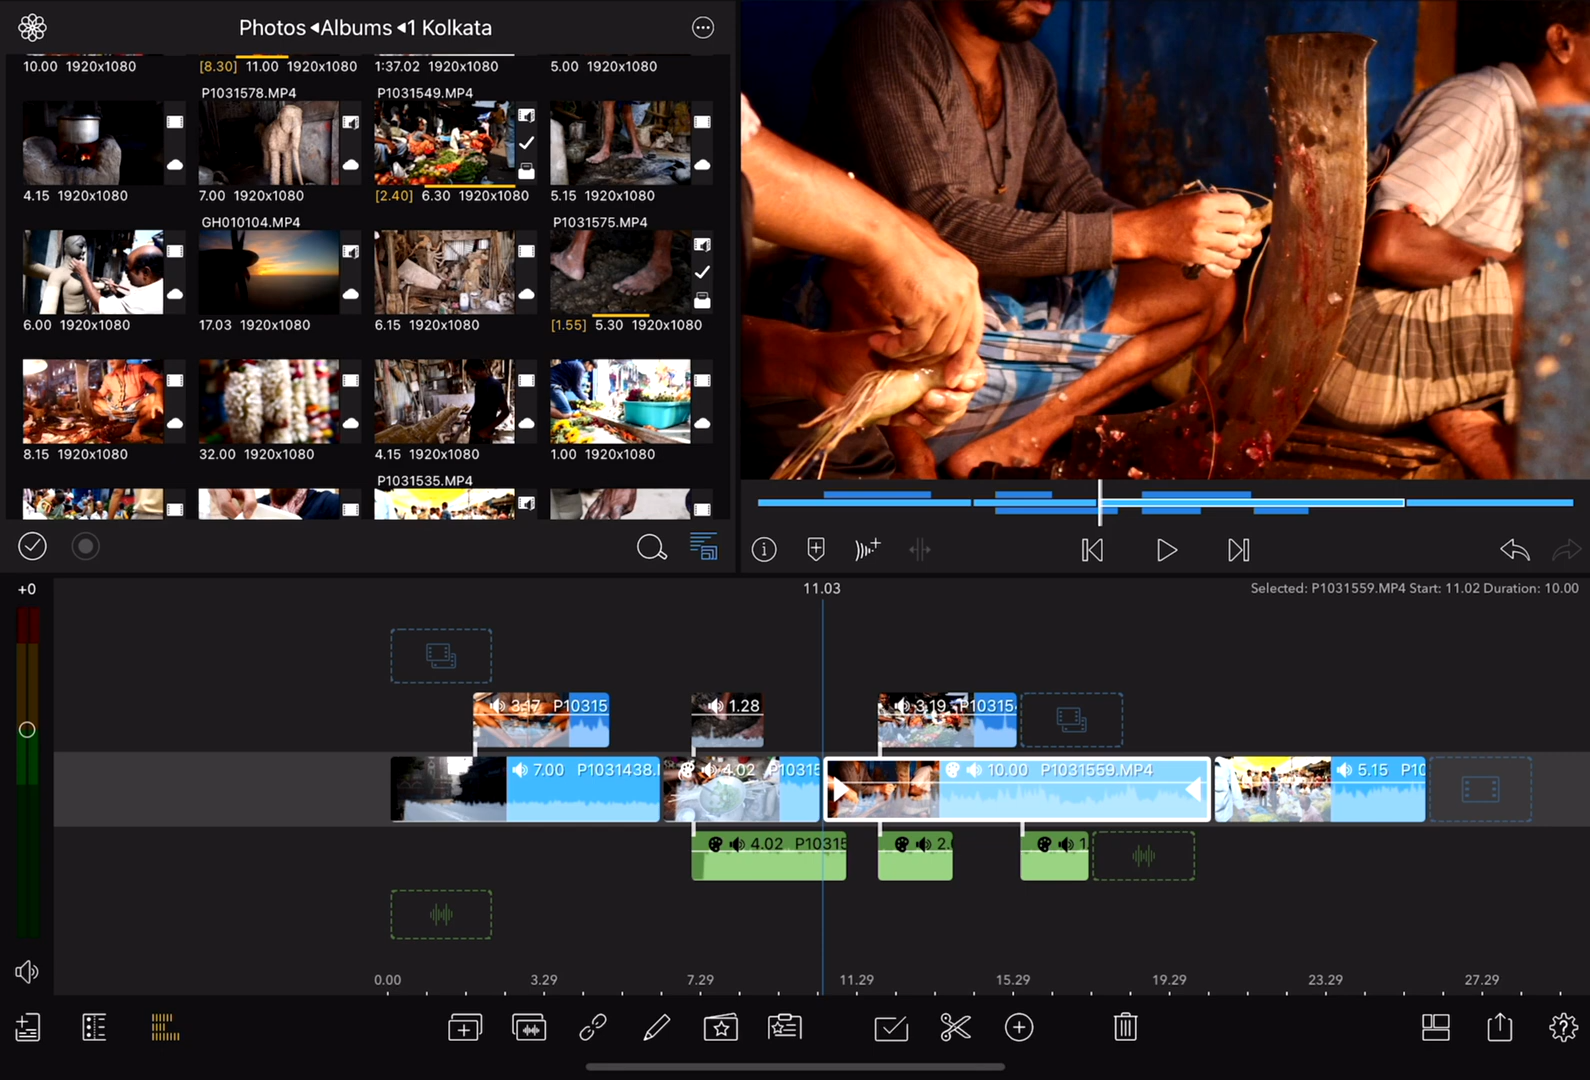 Photos ◂Albums ◂1 Kolkata
10.00 1920x1080
[8.30] 11.00 1920x1080
1:37.02 1920x1080
5.00 1920x1080
P1031578.MP4
P1031549.MP4
4.15 1920x1080
7.00 1920x1080
[2.40] 6.30 1920x1080
5.15 1920x1080
GH010104.MP4
P1031575.MP4
6.00 1920x1080
17.03 1920x1080
6.15 1920x1080
[1.55] 5.30 1920x1080
8.15 1920x1080
32.00 1920x1080
4.15 1920x1080
1.00 1920x1080
P1031535.MP4
+0
11.03
Selected: P1031559.MP4 Start: 11.02 Duration: 10.00
3.17 P10315
1.28
3.19 P10315
7.00 P1031438.
4.02 P10315
10.00 P1031559.MP4
5.15 P10
4.02 P10315
2.
1.
0.00 3.29 7.29 11.29 15.29 19.29 23.29 27.29